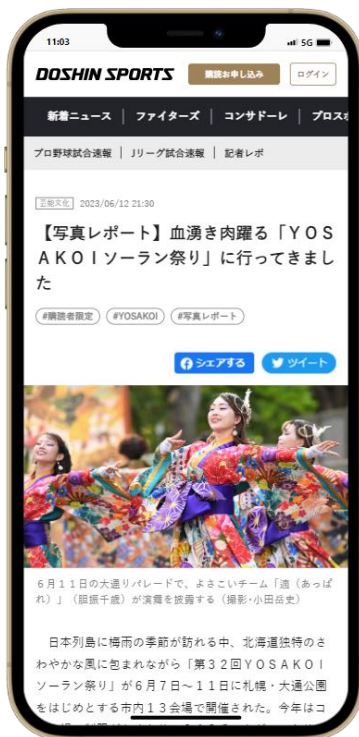 11:03
5G
DOSHIN SPORTS
購読お申し込み
ログイン
新着ニュース | ファイターズ | コンサドーレ | プロスポ
プロ野球試合速報 | Jリーグ試合速報 | 記者レポ
芸能文化 2023/06/12 21:30
【写真レポート】血湧き肉躍る「ＹＯＳ
ＡＫＯＩソーラン祭り」に行ってきまし
た
#購読者限定 #YOSAKOI #写真レポート
シェアする ツイート
６月１１日の大通りパレードで、よさこいチーム「遨（あっぱ
れ）」（胆振千歳）が演舞を披露する（撮影・小田岳史）
日本列島に梅雨の季節が訪れる中、北海道独特のさ
わやかな風に包まれながら「第３２回ＹＯＳＡＫＯＩ
ソーラン祭り」が６月７日～１１日に札幌・大通公園
をはじめとする市内１３会場で開催された。今年はコ